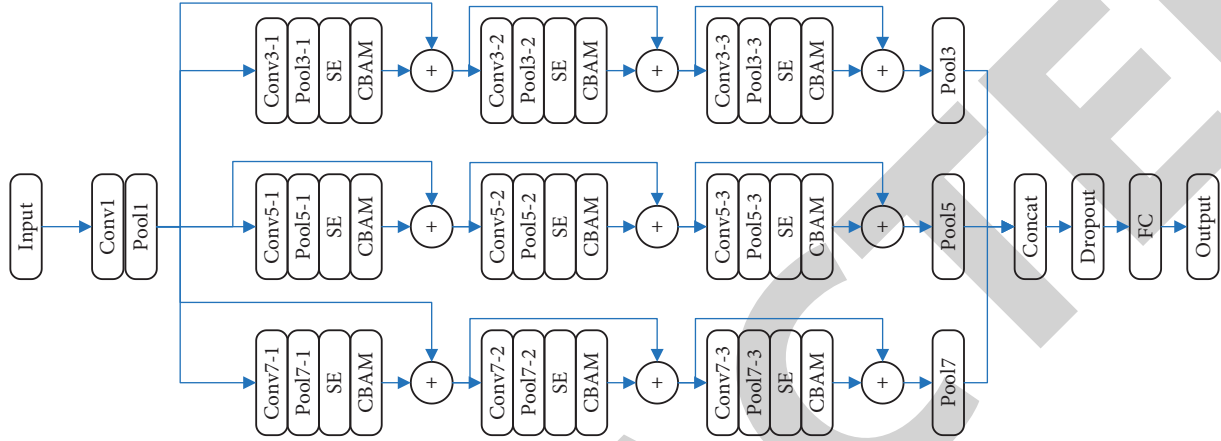 Input
Conv1
Pool1
Conv3-1
Pool3-1
SE
CBAM
+
Conv3-2
Pool3-2
SE
CBAM
+
Conv3-3
Pool3-3
SE
CBAM
+
Pool3
Conv5-1
Pool5-1
SE
CBAM
+
Conv5-2
Pool5-2
SE
CBAM
+
Conv5-3
Pool5-3
SE
CBAM
+
Pool5
Conv7-1
Pool7-1
SE
CBAM
+
Conv7-2
Pool7-2
SE
CBAM
+
Conv7-3
Pool7-3
SE
CBAM
+
Pool7
Concat
Dropout
FC
Output
CTE